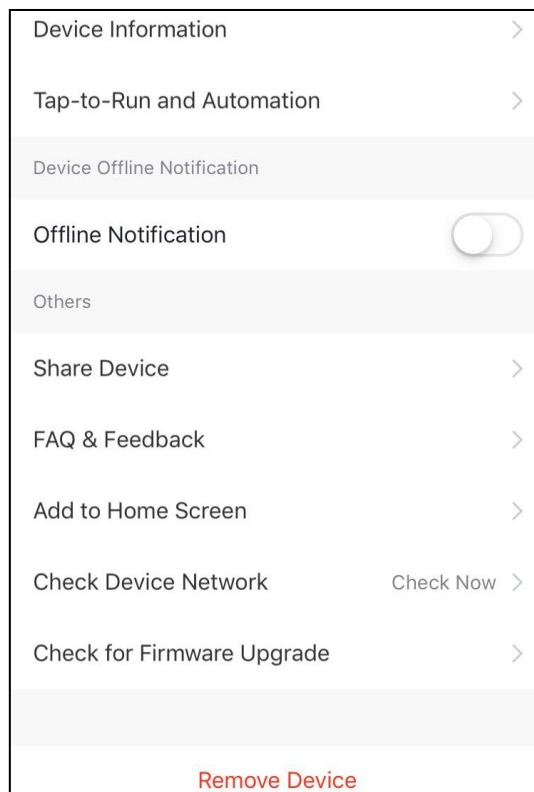 Device Information
Tap-to-Run and Automation
Device Offline Notification
Offline Notification
Others
Share Device
FAQ & Feedback
Add to Home Screen
Check Device Network Check Now
Check for Firmware Upgrade
Remove Device